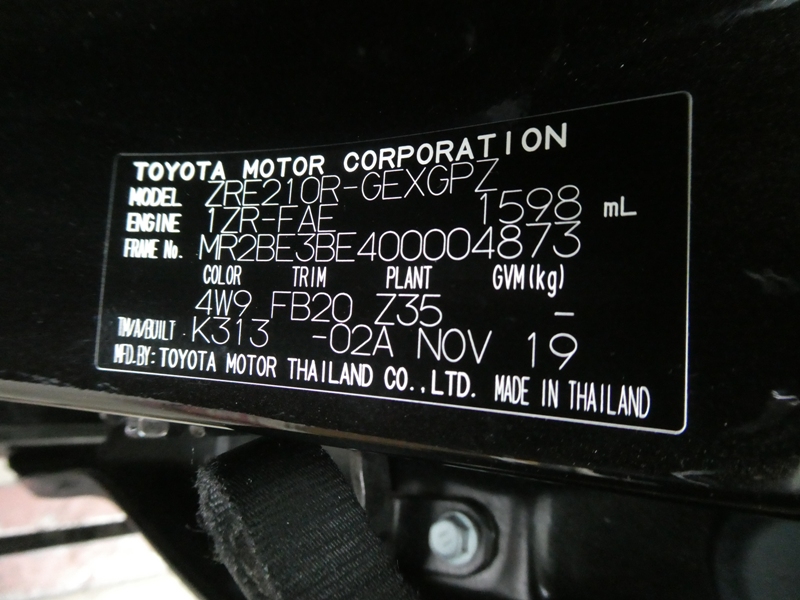 TOYOTA MOTOR CORPORATION
MODEL ZRE210R-GEXGPZ
ENGINE 1ZR-FAE 1598 mL
FRAME No. MR2BE3BE400004873
COLOR TRIM PLANT GVM(kg)
4W9 FB20 Z35 -
TM/A/BUILT K313 -02A NOV 19
MFD.BY:TOYOTA MOTOR THAILAND CO.,LTD. MADE IN THAILAND